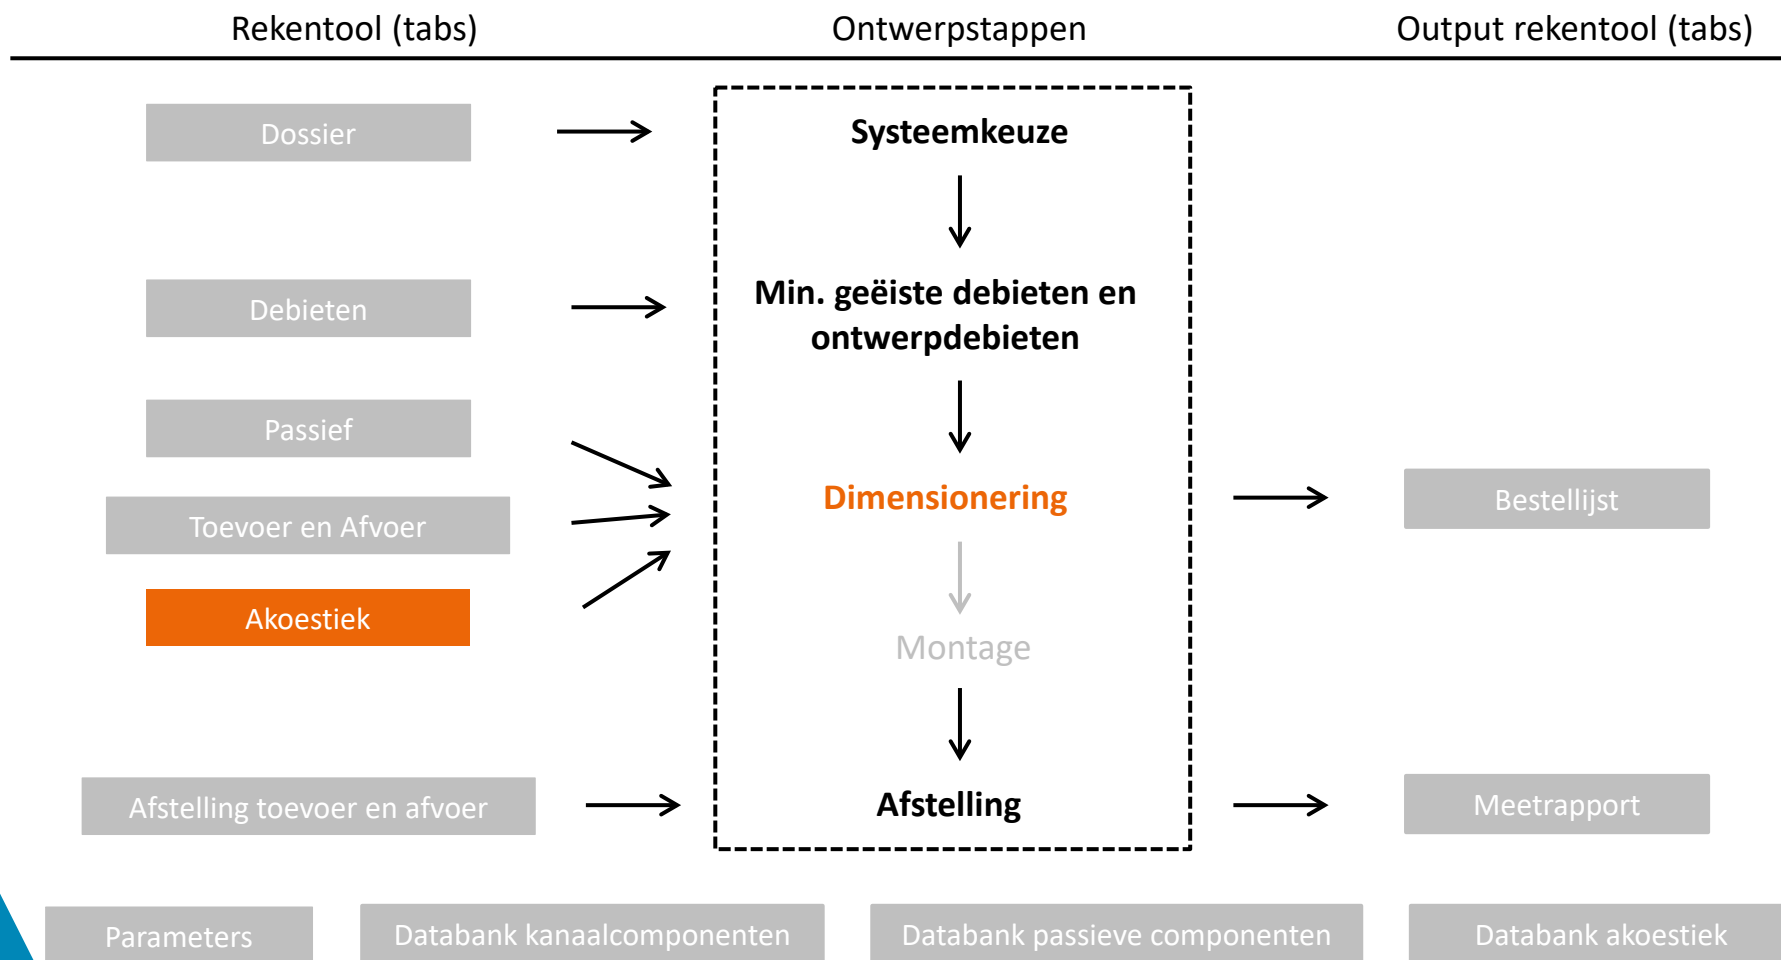 Rekentool (tabs)
Ontwerpstappen
Output rekentool (tabs)
Dossier
Systeemkeuze
Debieten
Min. geëiste debieten en
ontwerpdebieten
Passief
Toevoer en Afvoer
Dimensionering
Bestellijst
Akoestiek
Montage
Afstelling toevoer en afvoer
Afstelling
Meetrapport
Parameters
Databank kanaalcomponenten
Databank passieve componenten
Databank akoestiek